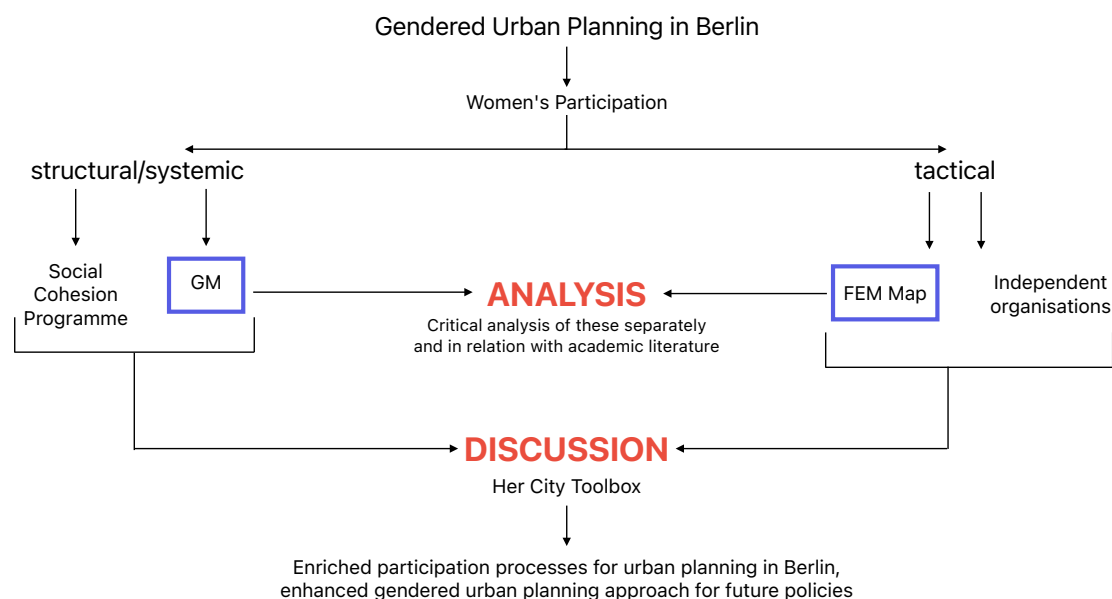 Gendered Urban Planning in Berlin
Women's Participation
structural/systemic
tactical
Social
Cohesion
Programme
GM
ANALYSIS
Critical analysis of these separately
and in relation with academic literature
FEM Map
Independent
organisations
DISCUSSION
Her City Toolbox
Enriched participation processes for urban planning in Berlin,
enhanced gendered urban planning approach for future policies